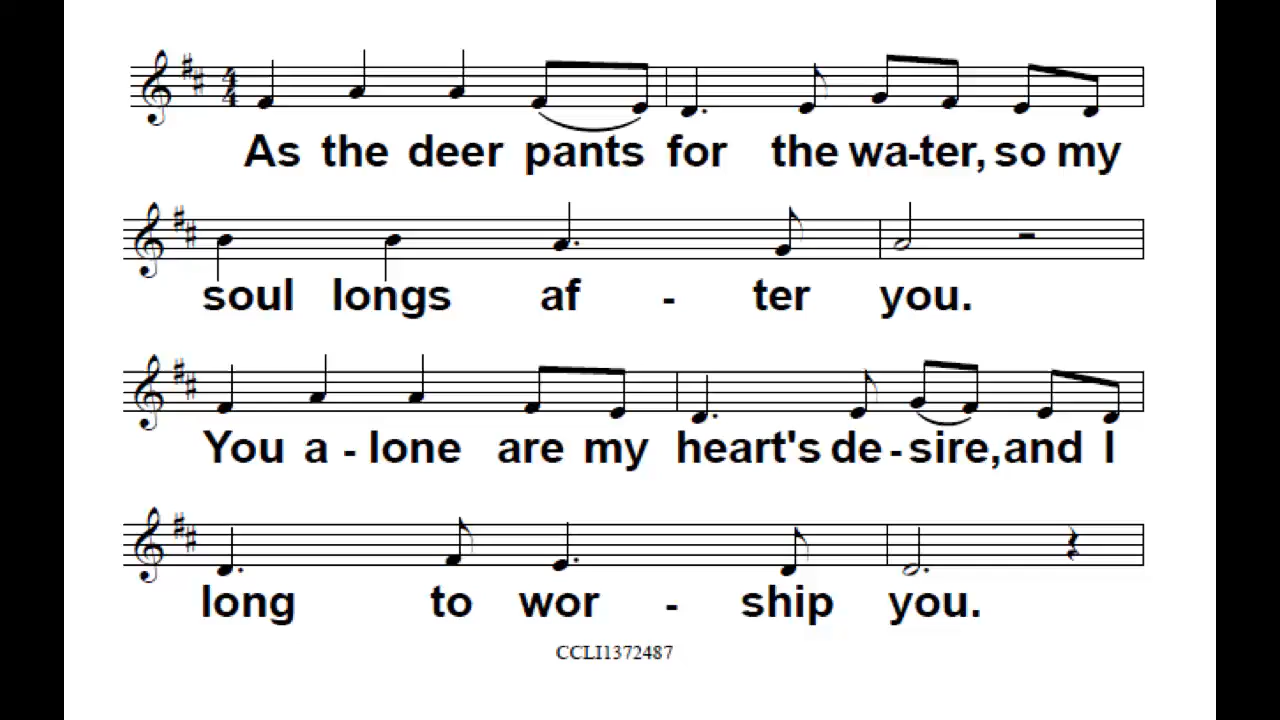 As the deer pants for the wa-ter, so my
soul longs af - ter you.
You a - lone are my heart's de - sire, and I
long to wor - ship you.
CCLI1372487